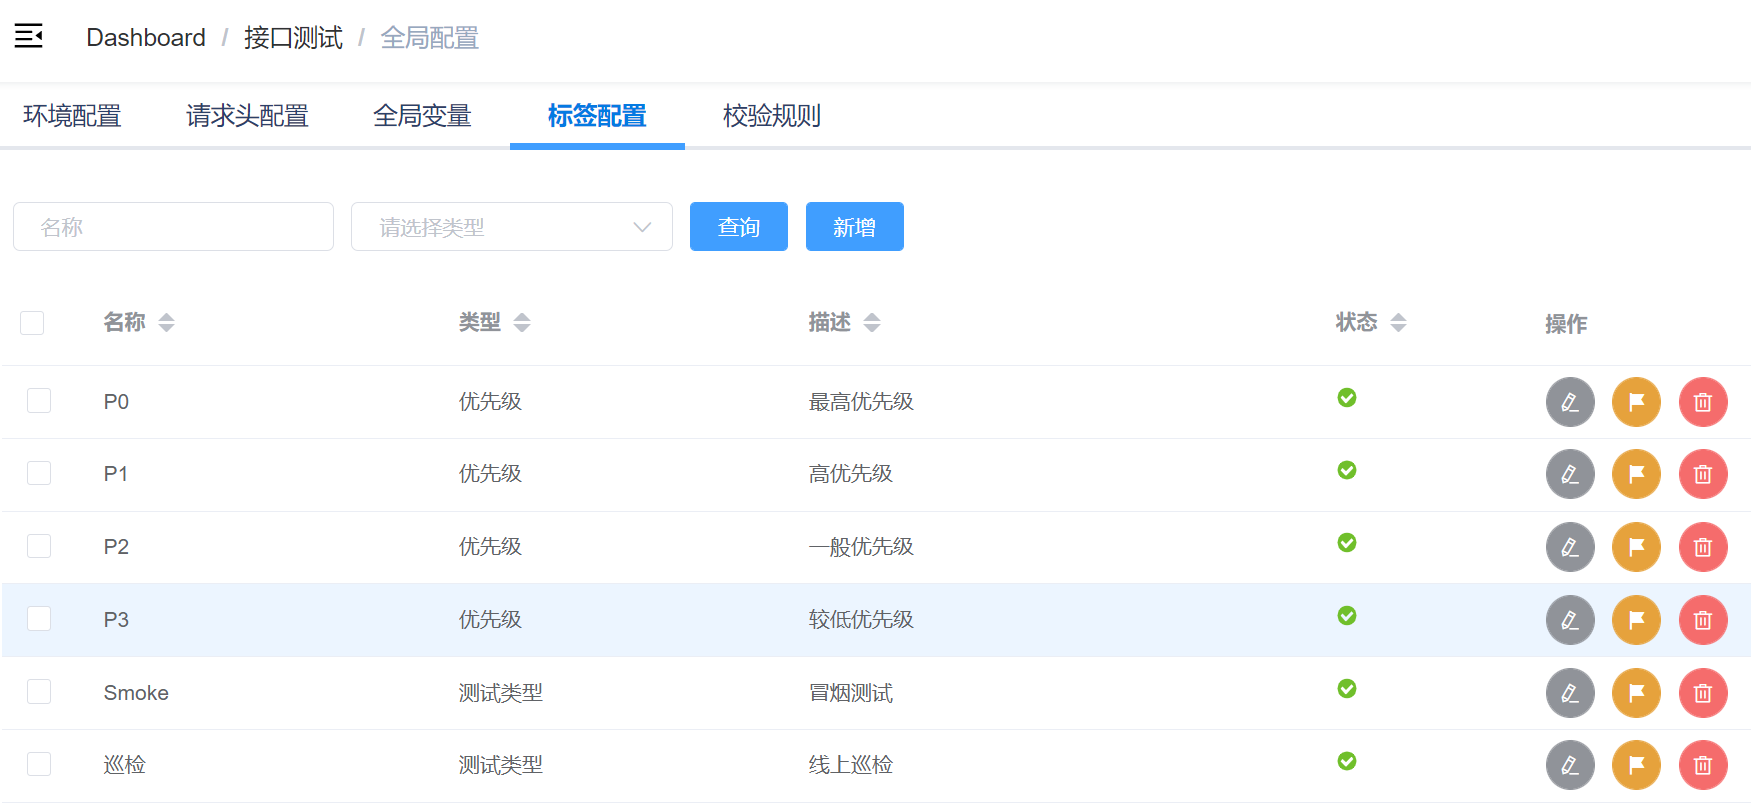 Dashboard / 接口测试 / 全局配置
环境配置 请求头配置 全局变量 标签配置 校验规则
名称 请选择类型 查询 新增
名称 类型 描述 状态 操作
P0 优先级 最高优先级
P1 优先级 高优先级
P2 优先级 一般优先级
P3 优先级 较低优先级
Smoke 测试类型 冒烟测试
巡检 测试类型 线上巡检